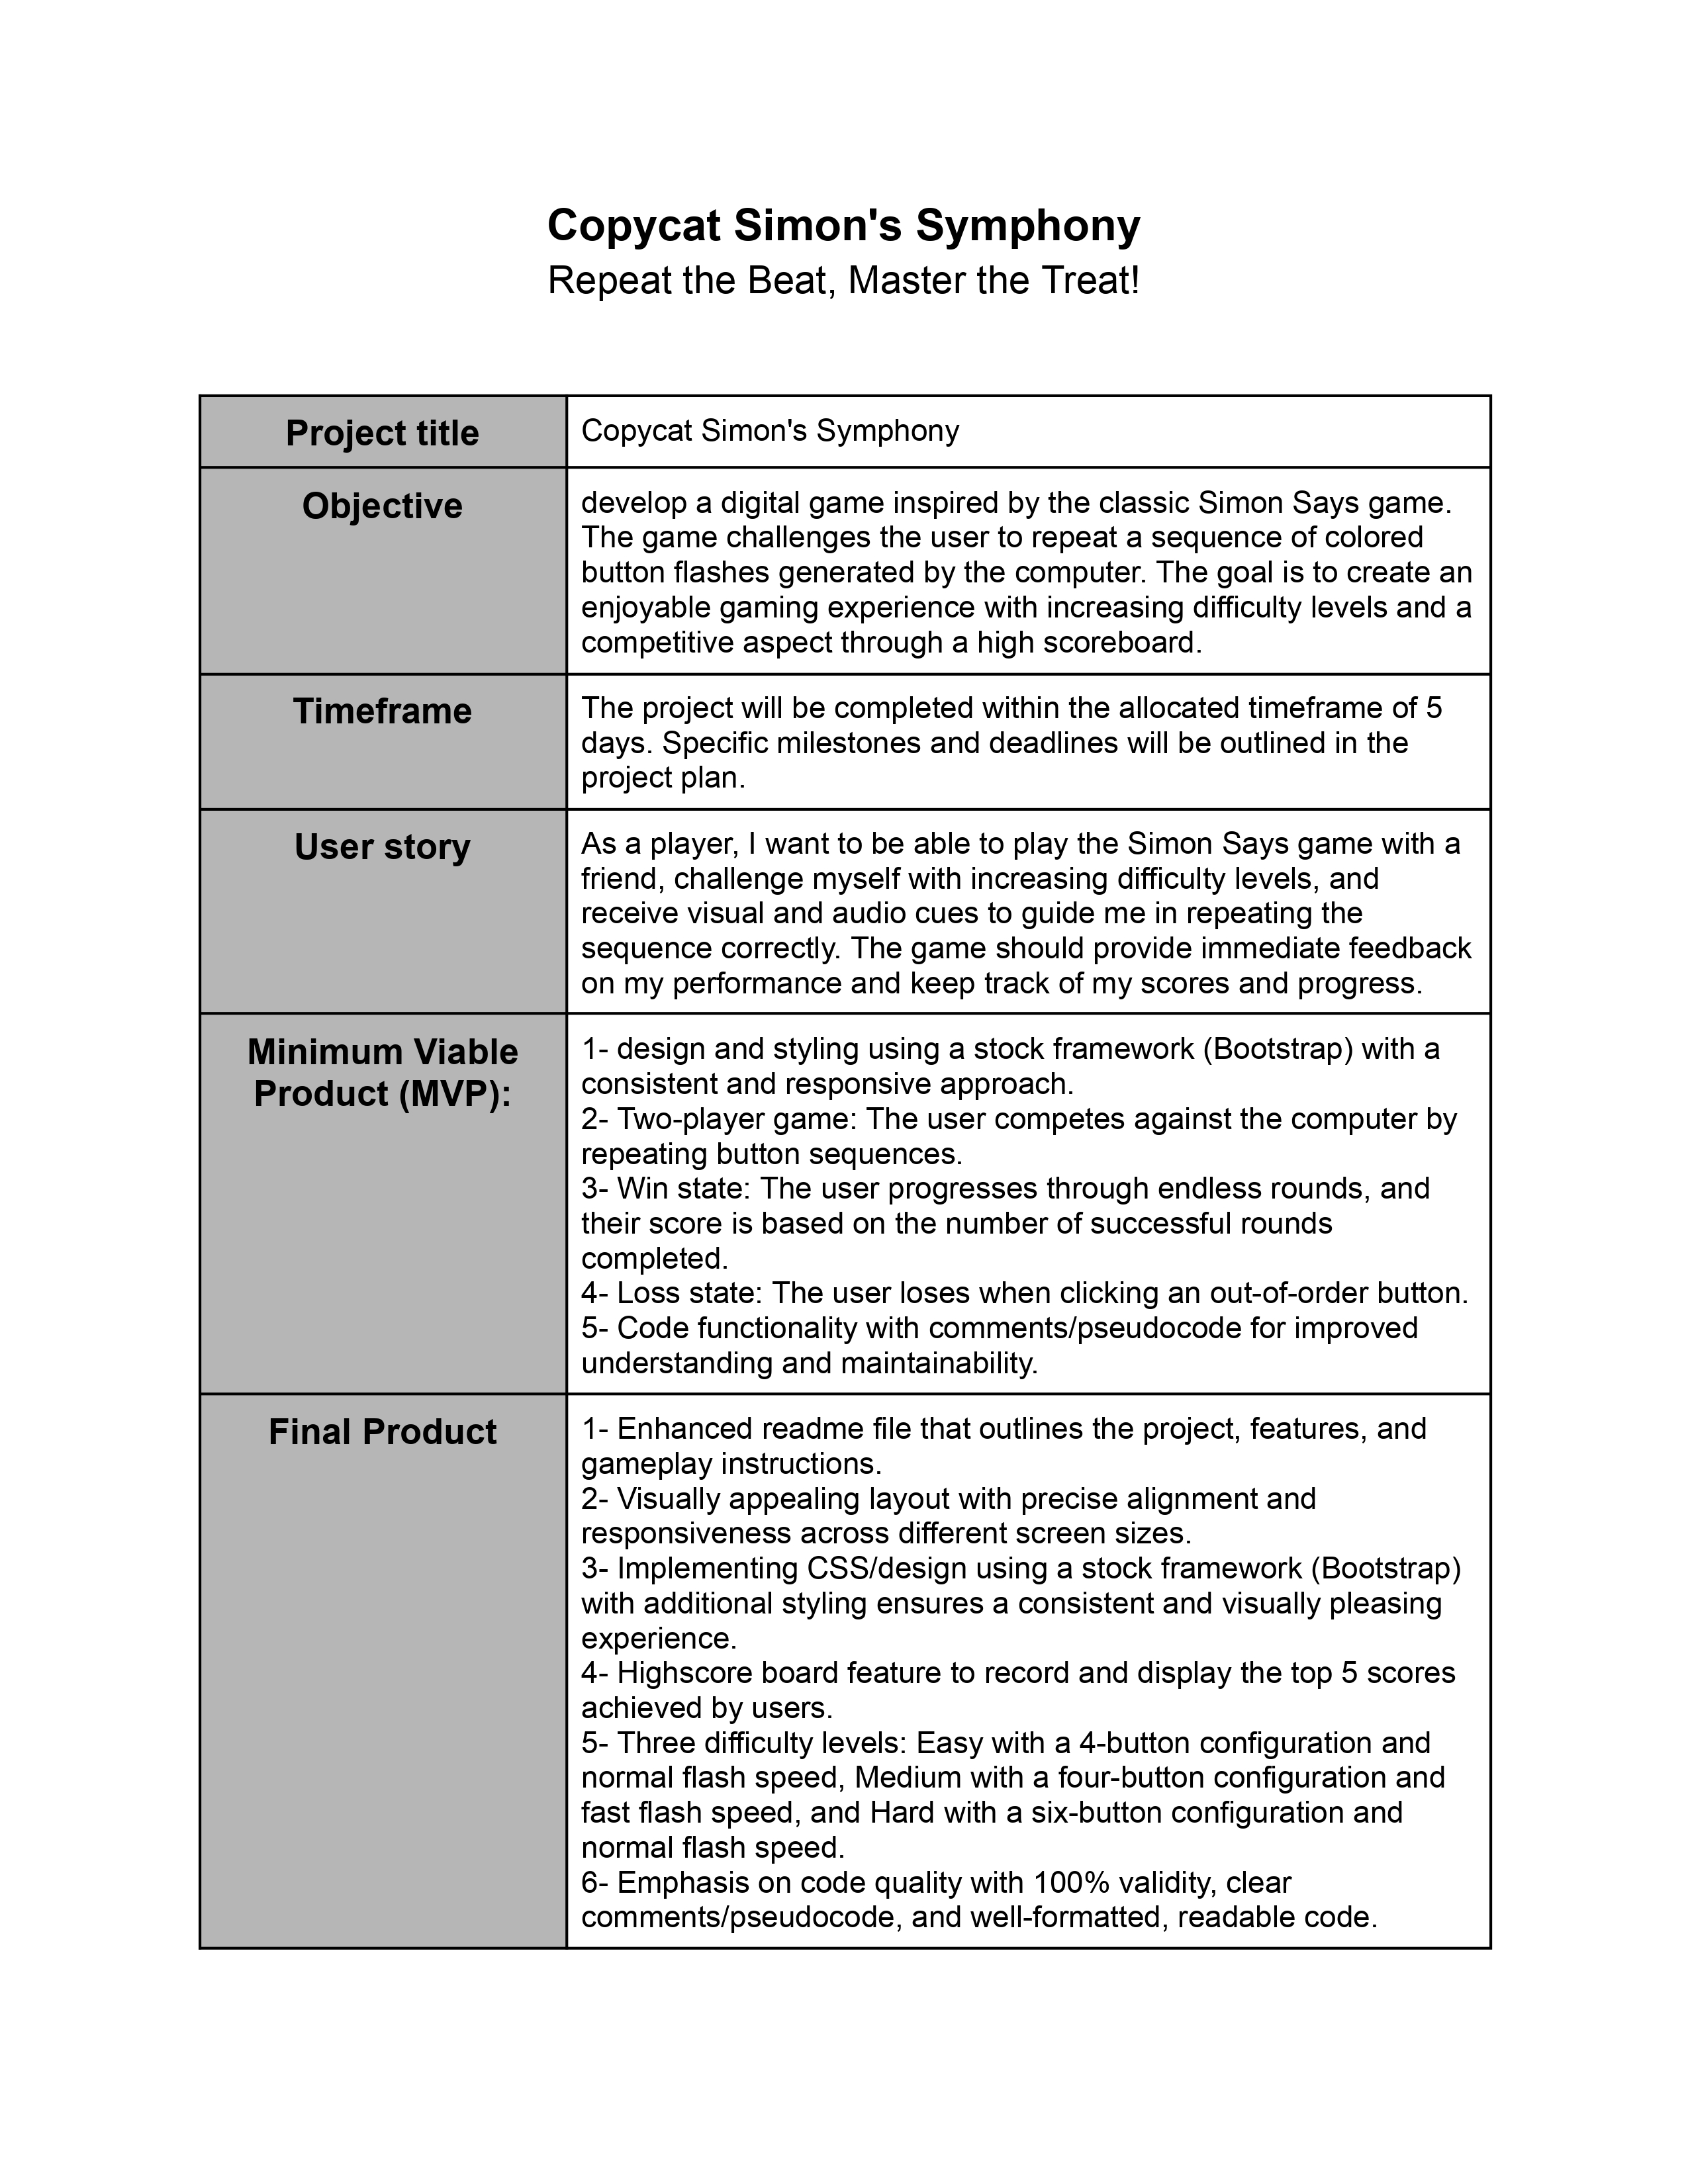 Copycat Simon's Symphony
Repeat the Beat, Master the Treat!
Project title
Copycat Simon's Symphony
Objective
develop a digital game inspired by the classic Simon Says game.
The game challenges the user to repeat a sequence of colored
button flashes generated by the computer. The goal is to create an
enjoyable gaming experience with increasing difficulty levels and a
competitive aspect through a high scoreboard.
Timeframe
The project will be completed within the allocated timeframe of 5
days. Specific milestones and deadlines will be outlined in the
project plan.
User story
As a player, I want to be able to play the Simon Says game with a
friend, challenge myself with increasing difficulty levels, and
receive visual and audio cues to guide me in repeating the
sequence correctly. The game should provide immediate feedback
on my performance and keep track of my scores and progress.
Minimum Viable
Product (MVP):
1- design and styling using a stock framework (Bootstrap) with a
consistent and responsive approach.
2- Two-player game: The user competes against the computer by
repeating button sequences.
3- Win state: The user progresses through endless rounds, and
their score is based on the number of successful rounds
completed.
4- Loss state: The user loses when clicking an out-of-order button.
5- Code functionality with comments/pseudocode for improved
understanding and maintainability.
Final Product
1- Enhanced readme file that outlines the project, features, and
gameplay instructions.
2- Visually appealing layout with precise alignment and
responsiveness across different screen sizes.
3- Implementing CSS/design using a stock framework (Bootstrap)
with additional styling ensures a consistent and visually pleasing
experience.
4- Highscore board feature to record and display the top 5 scores
achieved by users.
5- Three difficulty levels: Easy with a 4-button configuration and
normal flash speed, Medium with a four-button configuration and
fast flash speed, and Hard with a six-button configuration and
normal flash speed.
6- Emphasis on code quality with 100% validity, clear
comments/pseudocode, and well-formatted, readable code.